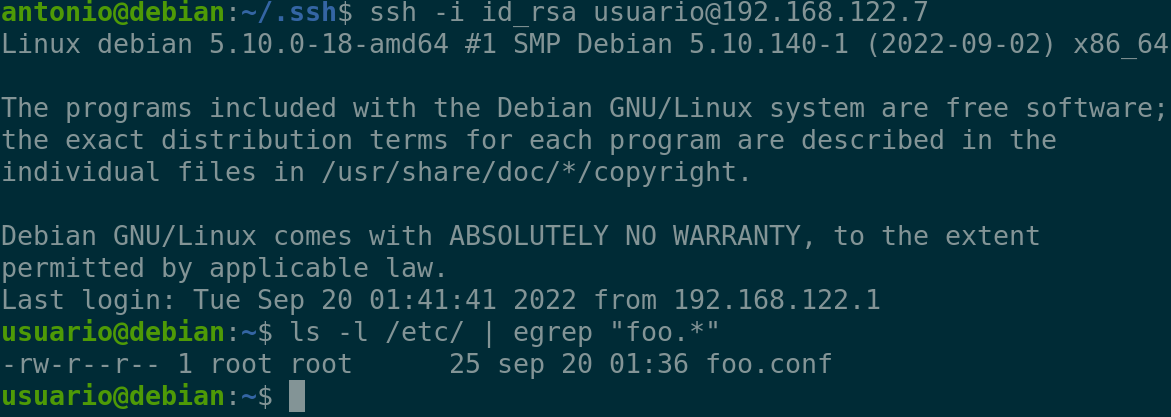 antonio@debian:~/.ssh$ ssh -i id_rsa usuario@192.168.122.7
Linux debian 5.10.0-18-amd64 #1 SMP Debian 5.10.140-1 (2022-09-02) x86_64

The programs included with the Debian GNU/Linux system are free software;
the exact distribution terms for each program are described in the
individual files in /usr/share/doc/*/copyright.

Debian GNU/Linux comes with ABSOLUTELY NO WARRANTY, to the extent
permitted by applicable law.
Last login: Tue Sep 20 01:41:41 2022 from 192.168.122.1
usuario@debian:~$ ls -l /etc/ | egrep "foo.*"
-rw-r--r-- 1 root root      25 sep 20 01:36 foo.conf
usuario@debian:~$